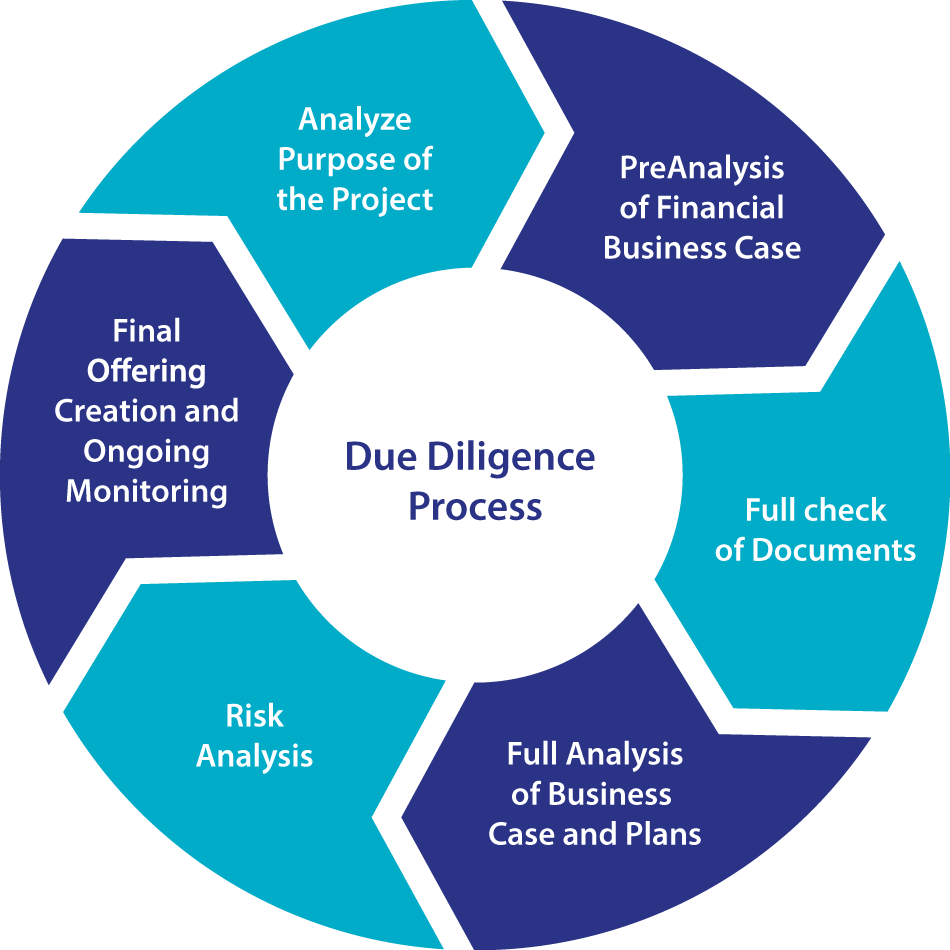 Analyze
Purpose of
the Project
PreAnalysis
of Financial
Business Case
Full check
of Documents
Full Analysis
of Business
Case and Plans
Risk
Analysis
Final
Offering
Creation and
Ongoing
Monitoring
Due Diligence
Process